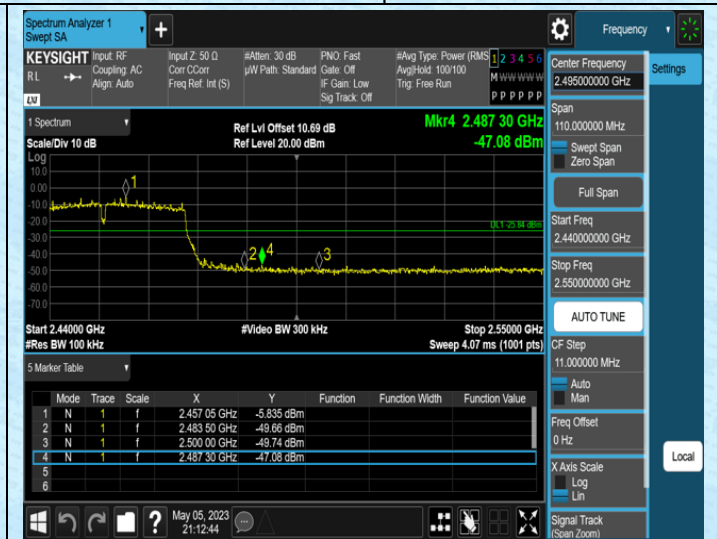 Spectrum Analyzer 1
Swept SA
+
Frequency
KEYSIGHT
RL
LXI
Input: RF
Coupling: AC
Align: Auto
Input Z: 50 Ω
Corr CCorr
Freq Ref: Int (S)
#Atten: 30 dB
µW Path: Standard
PNO: Fast
Gate: Off
IF Gain: Low
Sig Track: Off
#Avg Type: Power (RMS
Avg|Hold: 100/100
Trig: Free Run
1 2 3 4 5 6
M W W W W W
P P P P P P
1 Spectrum
Scale/Div 10 dB
Ref Lvl Offset 10.69 dB
Ref Level 20.00 dBm
Mkr4 2.487 30 GHz
-47.08 dBm
Log
10.0
0.00
-10.0
-20.0
-30.0
-40.0
-50.0
-60.0
-70.0
1
2
4
3
DL1 -25.84 dBm
Start 2.44000 GHz
#Res BW 100 kHz
#Video BW 300 kHz
Stop 2.55000 GHz
Sweep 4.07 ms (1001 pts)
5 Marker Table
Mode Trace Scale X Y Function Function Width Function Value
1 N 1 f 2.457 05 GHz -5.835 dBm
2 N 1 f 2.483 50 GHz -49.66 dBm
3 N 1 f 2.500 00 GHz -49.74 dBm
4 N 1 f 2.487 30 GHz -47.08 dBm
5
6
?
May 05, 2023
21:12:44
Center Frequency
2.495000000 GHz
Settings
Span
110.000000 MHz
Swept Span
Zero Span
Full Span
Start Freq
2.440000000 GHz
Stop Freq
2.550000000 GHz
AUTO TUNE
CF Step
11.000000 MHz
Auto
Man
Freq Offset
0 Hz
Local
X Axis Scale
Log
Lin
Signal Track
(Span Zoom)